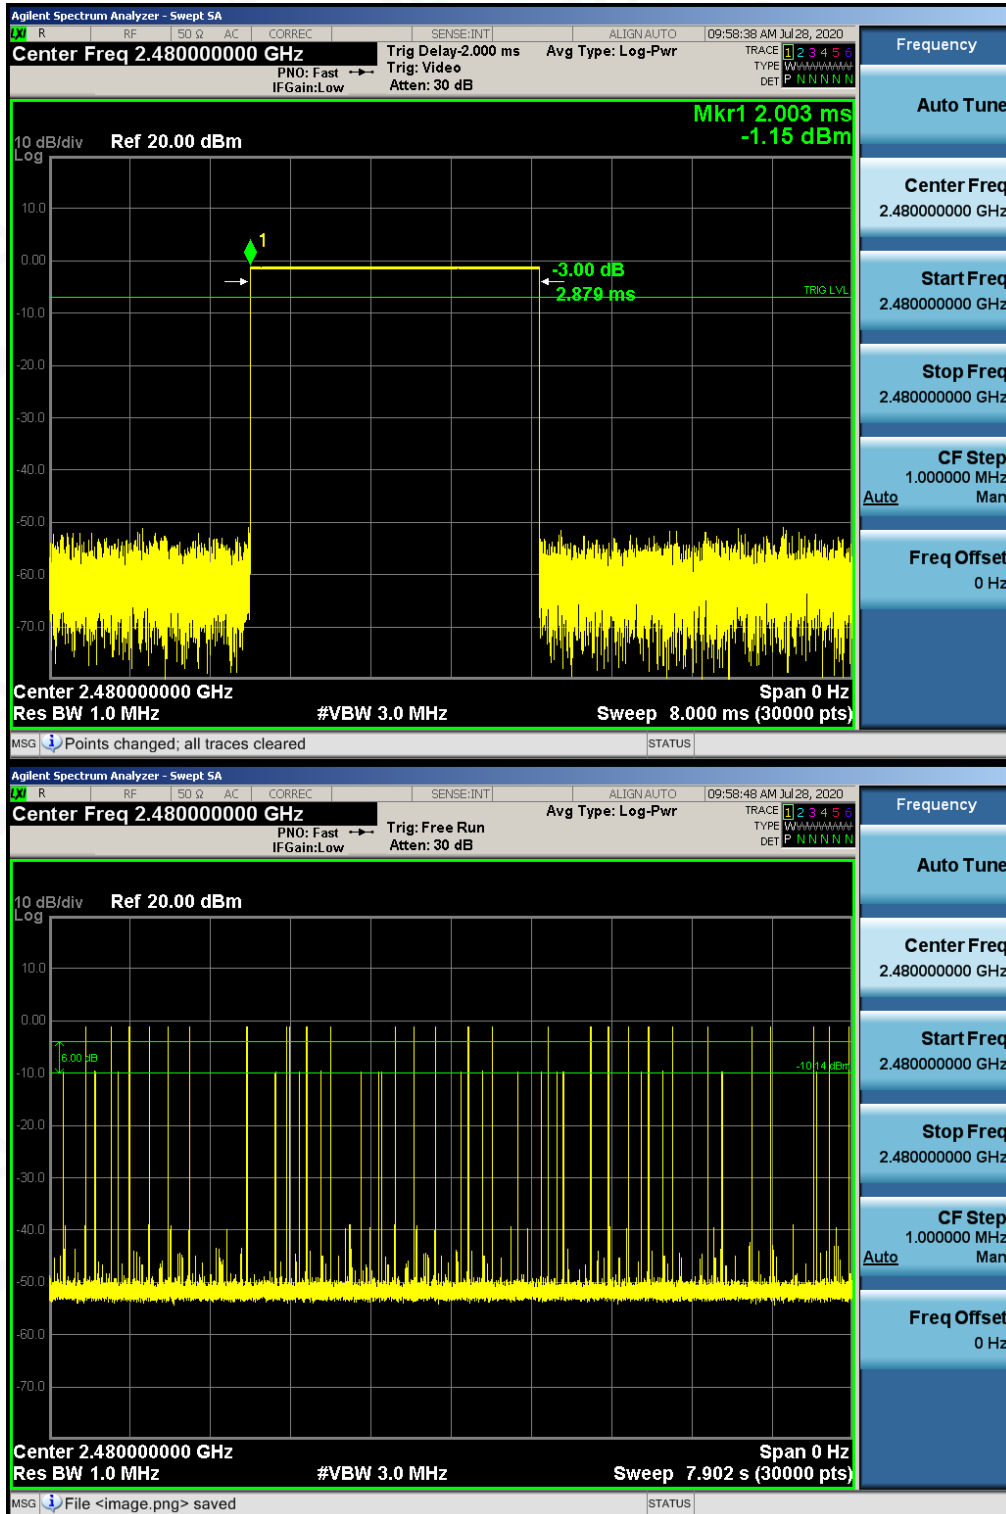 Agilent Spectrum Analyzer - Swept SA
LXI R RF 50 Ω AC CORREC SENSE:INT ALIGN AUTO 09:58:38 AM Jul 28, 2020
Center Freq 2.480000000 GHz
Trig Delay-2.000 ms Avg Type: Log-Pwr TRACE 1 2 3 4 5 6
PNO: Fast Trig: Video TYPE WWWWWW
IFGain:Low Atten: 30 dB DET P N N N N N
Mkr1 2.003 ms
-1.15 dBm
10 dB/div Ref 20.00 dBm
Log
10.0
1
0.00
-3.00 dB
2.879 ms
TRIG LVL
-10.0
-20.0
-30.0
-40.0
-50.0
-60.0
-70.0
Center 2.480000000 GHz Span 0 Hz
Res BW 1.0 MHz #VBW 3.0 MHz Sweep 8.000 ms (30000 pts)
MSG Points changed; all traces cleared STATUS
Frequency
Auto Tune
Center Freq
2.480000000 GHz
Start Freq
2.480000000 GHz
Stop Freq
2.480000000 GHz
CF Step
1.000000 MHz
Auto Man
Freq Offset
0 Hz
Agilent Spectrum Analyzer - Swept SA
LXI R RF 50 Ω AC CORREC SENSE:INT ALIGN AUTO 09:58:48 AM Jul 28, 2020
Center Freq 2.480000000 GHz
Avg Type: Log-Pwr TRACE 1 2 3 4 5 6
PNO: Fast Trig: Free Run TYPE WWWWWW
IFGain:Low Atten: 30 dB DET P N N N N N
10 dB/div Ref 20.00 dBm
Log
10.0
0.00
6.00 dB
-10.14 dBm
-10.0
-20.0
-30.0
-40.0
-50.0
-60.0
-70.0
Center 2.480000000 GHz Span 0 Hz
Res BW 1.0 MHz #VBW 3.0 MHz Sweep 7.902 s (30000 pts)
MSG File <image.png> saved STATUS
Frequency
Auto Tune
Center Freq
2.480000000 GHz
Start Freq
2.480000000 GHz
Stop Freq
2.480000000 GHz
CF Step
1.000000 MHz
Auto Man
Freq Offset
0 Hz